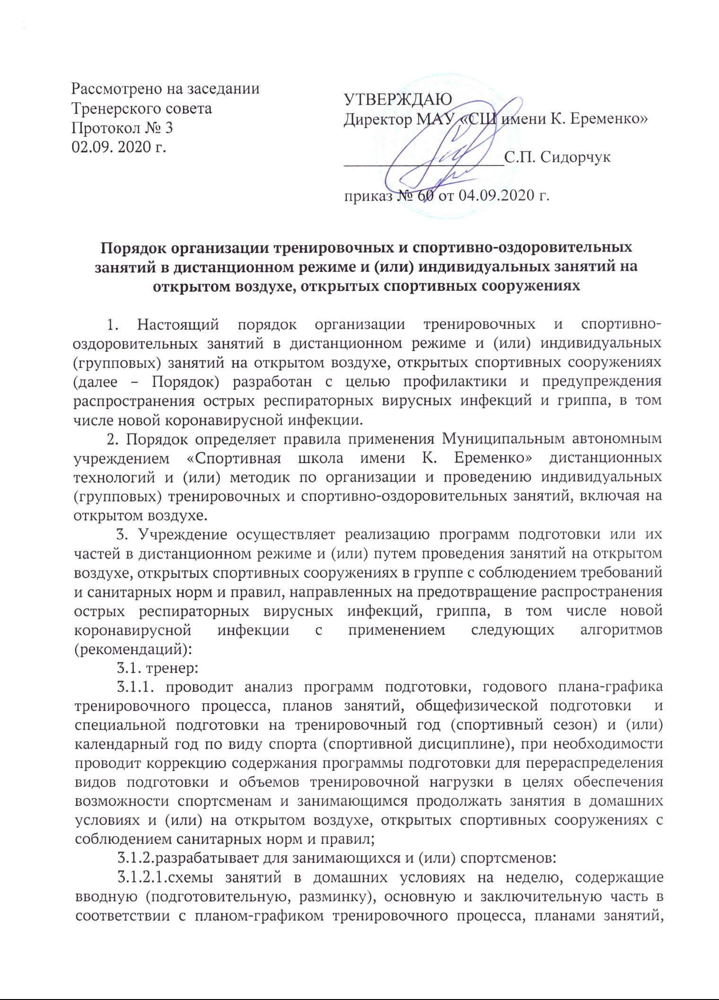 Рассмотрено на заседании
Тренерского совета
Протокол № 3
02.09. 2020 г.
УТВЕРЖДАЮ
Директор МАУ «СШ имени К. Еременко»
____________________С.П. Сидорчук
приказ № 60 от 04.09.2020 г.
Порядок организации тренировочных и спортивно-оздоровительных
занятий в дистанционном режиме и (или) индивидуальных занятий на
открытом воздухе, открытых спортивных сооружениях
1. Настоящий порядок организации тренировочных и спортивно-
оздоровительных занятий в дистанционном режиме и (или) индивидуальных
(групповых) занятий на открытом воздухе, открытых спортивных сооружениях
(далее – Порядок) разработан с целью профилактики и предупреждения
распространения острых респираторных вирусных инфекций и гриппа, в том
числе новой коронавирусной инфекции.
2. Порядок определяет правила применения Муниципальным автономным
учреждением «Спортивная школа имени К. Еременко» дистанционных
технологий и (или) методик по организации и проведению индивидуальных
(групповых) тренировочных и спортивно-оздоровительных занятий, включая на
открытом воздухе.
3. Учреждение осуществляет реализацию программ подготовки или их
частей в дистанционном режиме и (или) путем проведения занятий на открытом
воздухе, открытых спортивных сооружениях в группе с соблюдением требований
и санитарных норм и правил, направленных на предотвращение распространения
острых респираторных вирусных инфекций, гриппа, в том числе новой
коронавирусной инфекции с применением следующих алгоритмов
(рекомендаций):
3.1. тренер:
3.1.1. проводит анализ программ подготовки, годового плана-графика
тренировочного процесса, планов занятий, общефизической подготовки и
специальной подготовки на тренировочный год (спортивный сезон) и (или)
календарный год по виду спорта (спортивной дисциплине), при необходимости
проводит коррекцию содержания программы подготовки для перераспределения
видов подготовки и объемов тренировочной нагрузки в целях обеспечения
возможности спортсменам и занимающимся продолжать занятия в домашних
условиях и (или) на открытом воздухе, открытых спортивных сооружениях с
соблюдением санитарных норм и правил;
3.1.2.разрабатывает для занимающихся и (или) спортсменов:
3.1.2.1.схемы занятий в домашних условиях на неделю, содержащие
вводную (подготовительную, разминку), основную и заключительную часть в
соответствии с планом-графиком тренировочного процесса, планами занятий,